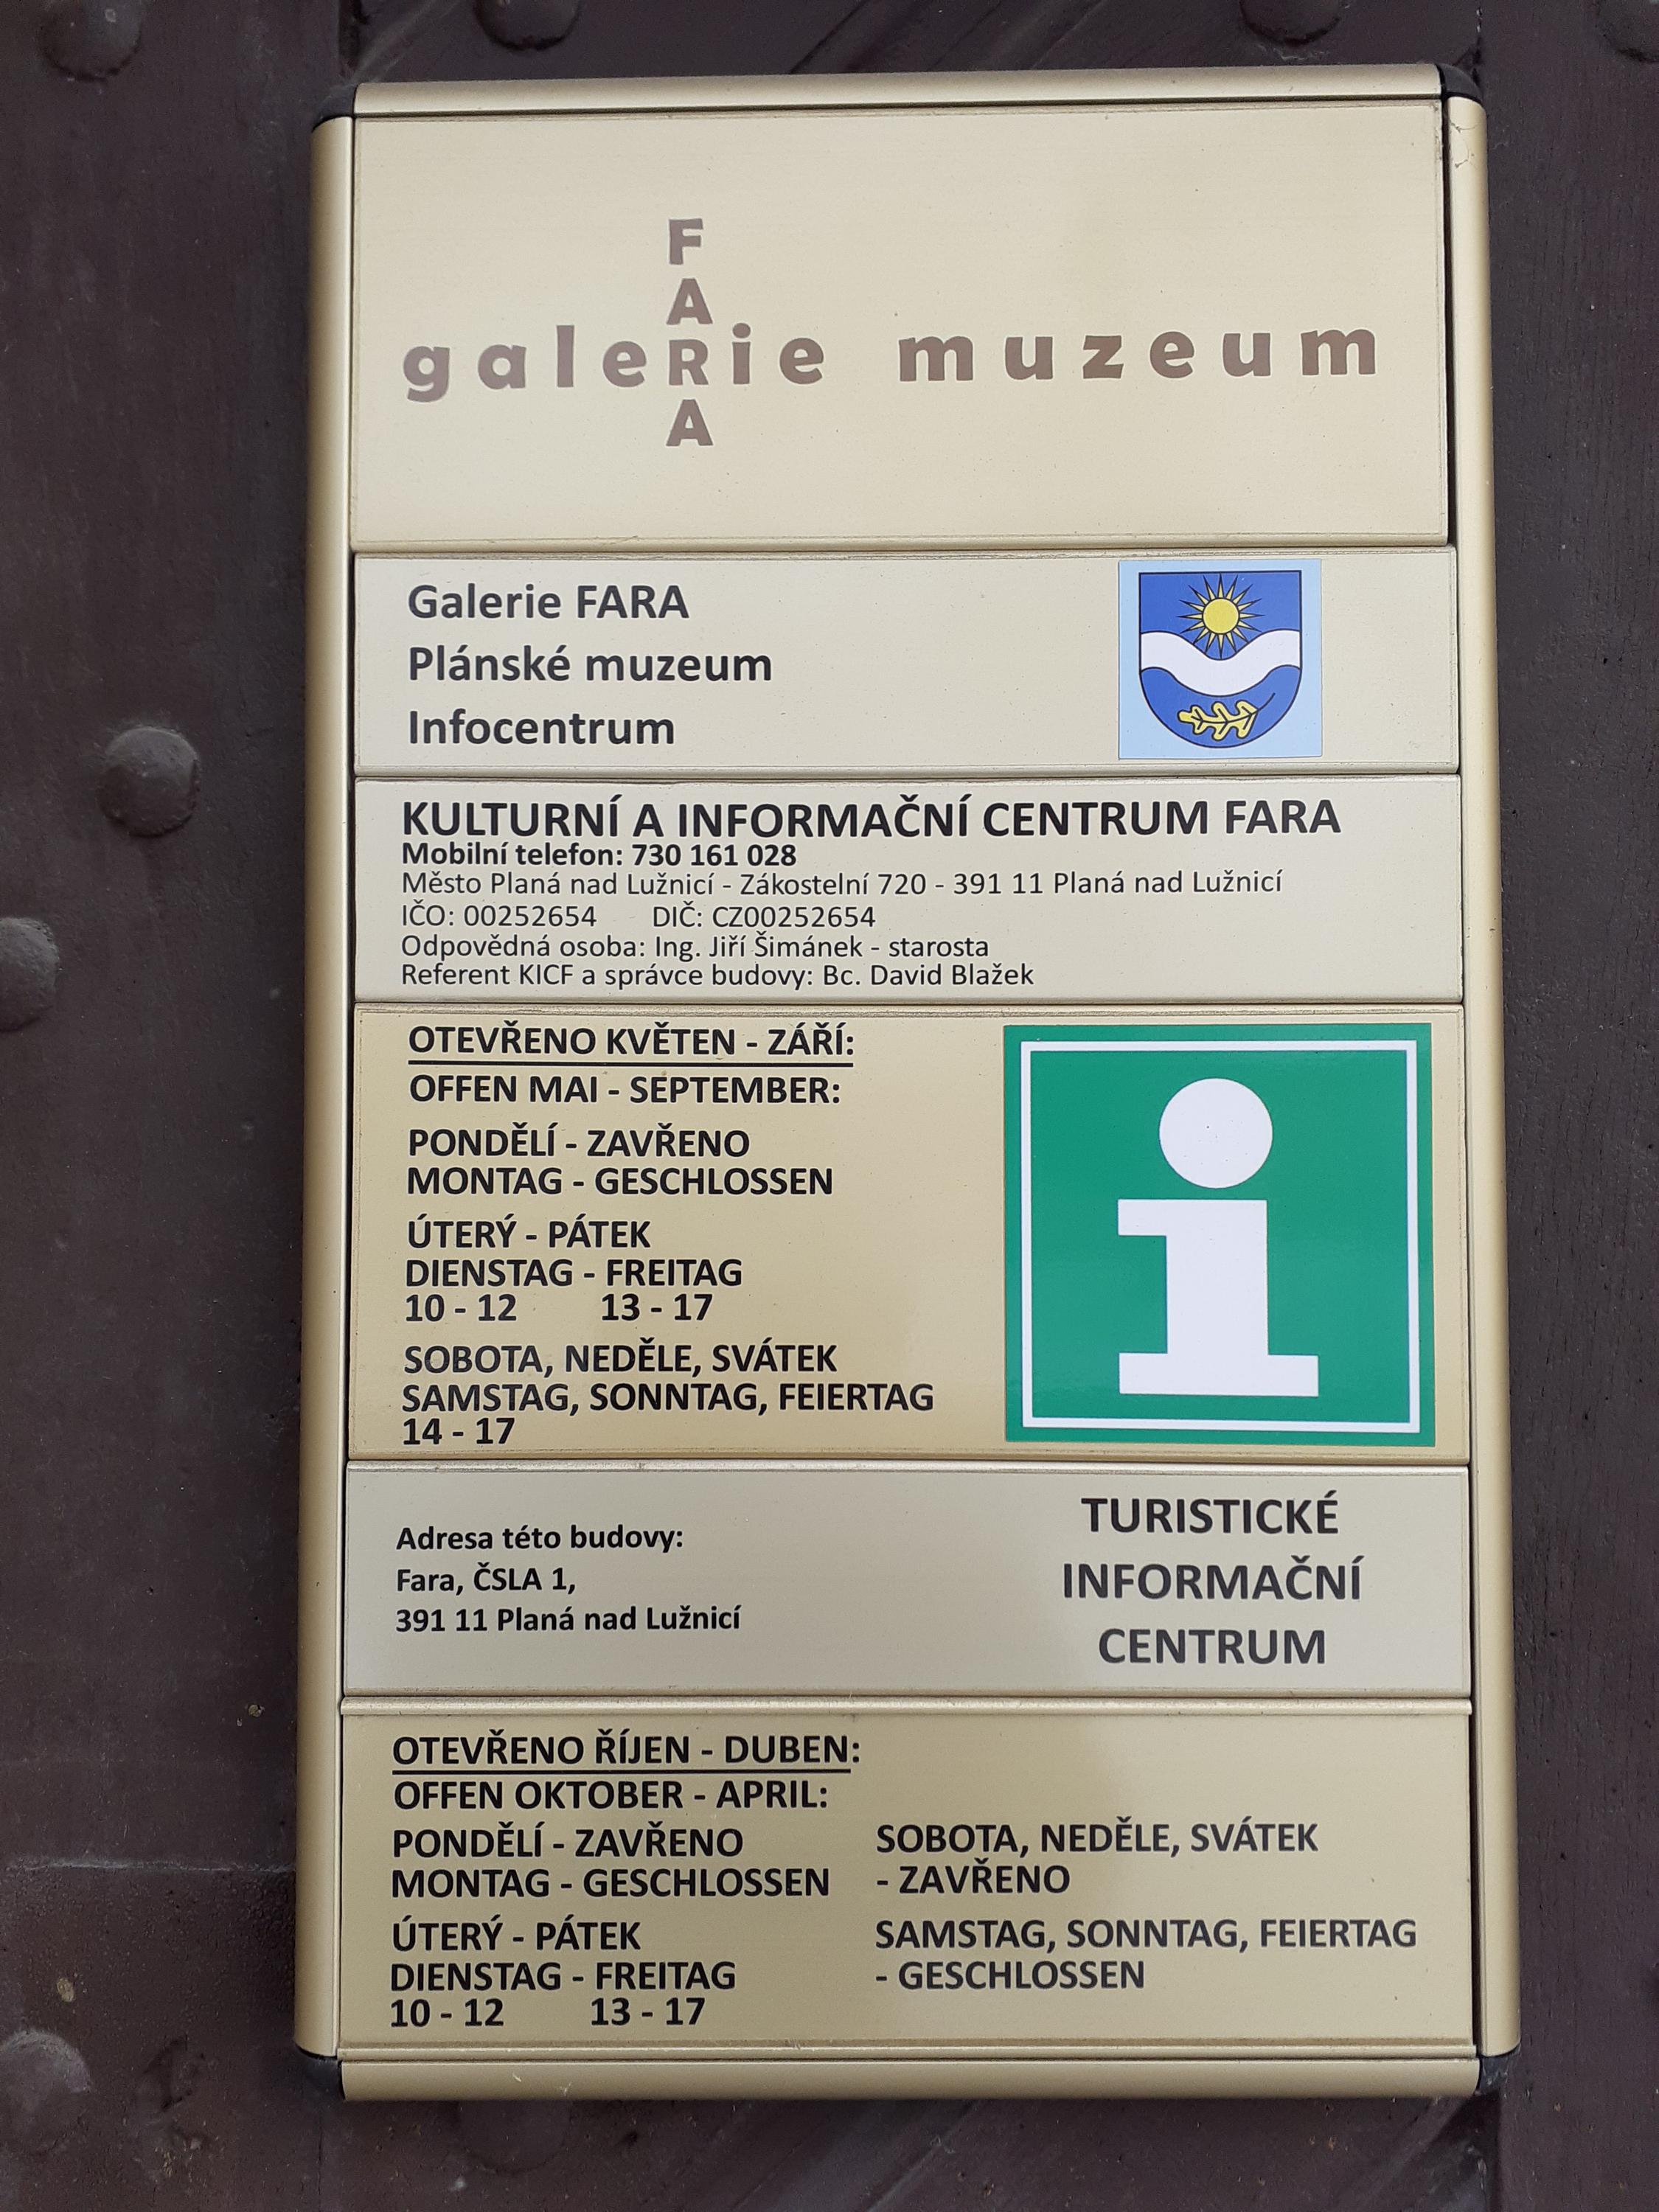 FARA
galeRie muzeum
Galerie FARA
Plánské muzeum
Infocentrum
KULTURNÍ A INFORMAČNÍ CENTRUM FARA
Mobilní telefon: 730 161 028
Město Planá nad Lužnicí - Zákostelní 720 - 391 11 Planá nad Lužnicí
IČO: 00252654 DIČ: CZ00252654
Odpovědná osoba: Ing. Jiří Šimánek - starosta
Referent KICF a správce budovy: Bc. David Blažek
OTEVŘENO KVĚTEN - ZÁŘÍ:
OFFEN MAI - SEPTEMBER:
PONDĚLÍ - ZAVŘENO
MONTAG - GESCHLOSSEN
ÚTERÝ - PÁTEK
DIENSTAG - FREITAG
10 - 12 13 - 17
SOBOTA, NEDĚLE, SVÁTEK
SAMSTAG, SONNTAG, FEIERTAG
14 - 17
i
Adresa této budovy:
Fara, ČSLA 1,
391 11 Planá nad Lužnicí
TURISTICKÉ
INFORMAČNÍ
CENTRUM
OTEVŘENO ŘÍJEN - DUBEN:
OFFEN OKTOBER - APRIL:
PONDĚLÍ - ZAVŘENO
MONTAG - GESCHLOSSEN
ÚTERÝ - PÁTEK
DIENSTAG - FREITAG
10 - 12 13 - 17
SOBOTA, NEDĚLE, SVÁTEK
- ZAVŘENO
SAMSTAG, SONNTAG, FEIERTAG
- GESCHLOSSEN